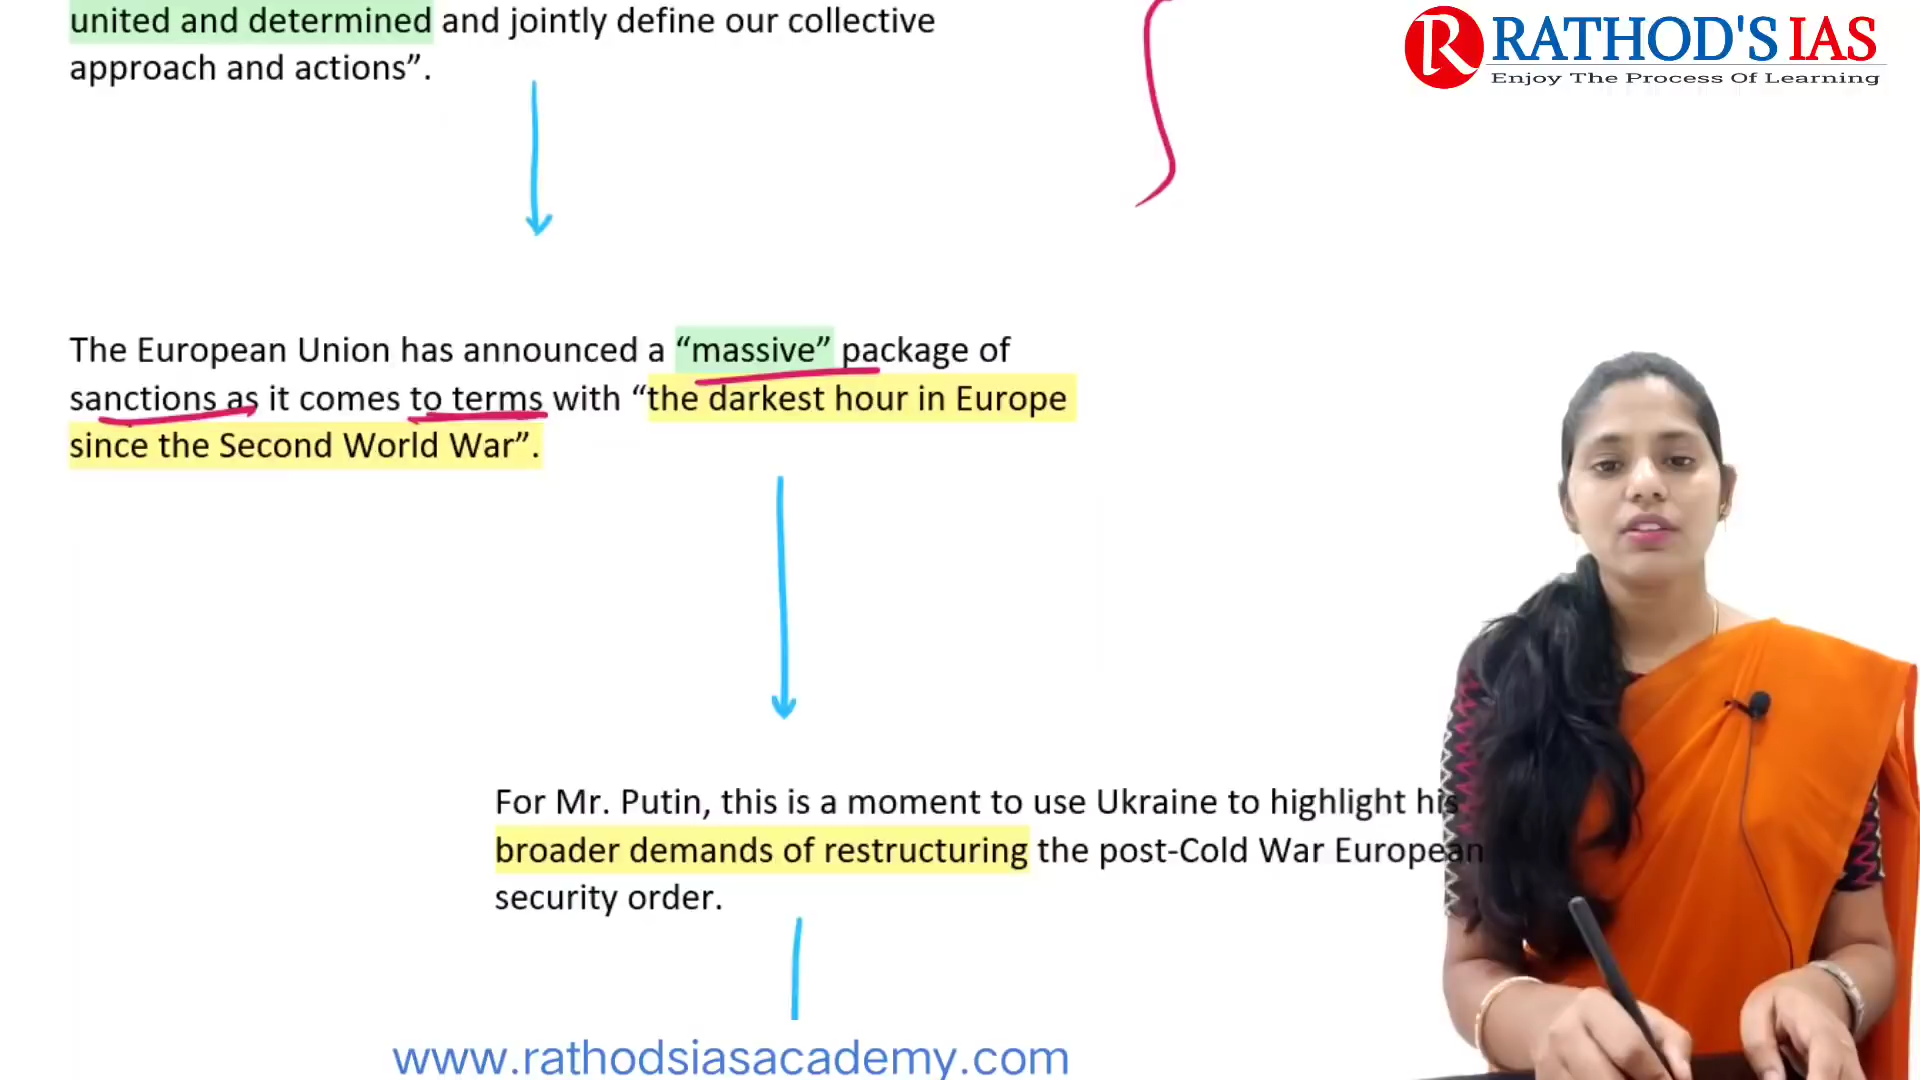 united and determined and jointly define our collective
approach and actions”.
RATHOD'S IAS
Enjoy The Process Of Learning
The European Union has announced a “massive” package of
sanctions as it comes to terms with “the darkest hour in Europe
since the Second World War”.
For Mr. Putin, this is a moment to use Ukraine to highlight his
broader demands of restructuring the post-Cold War European
security order.
www.rathodsiasacademy.com